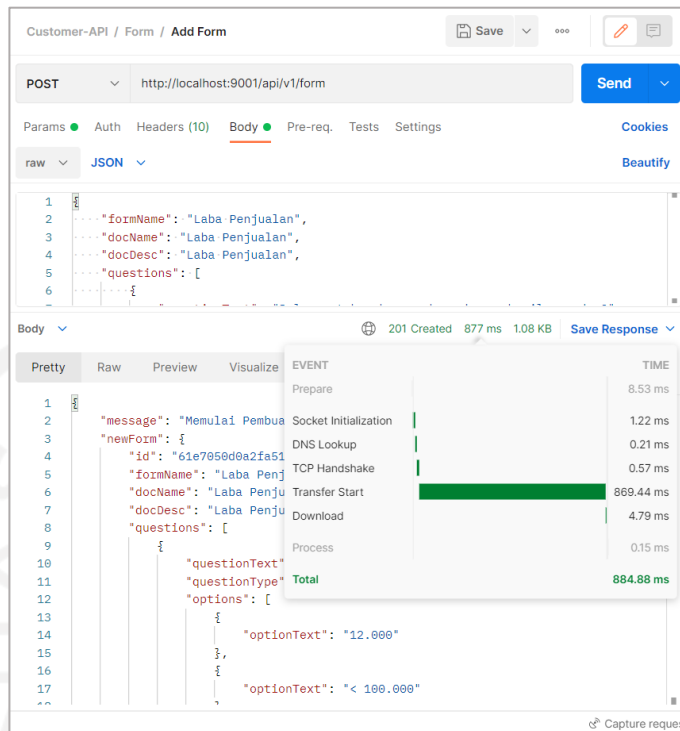 Customer-API / Form / Add Form
Save
POST http://localhost:9001/api/v1/form Send
Params Auth Headers (10) Body Pre-req. Tests Settings Cookies
raw JSON Beautify
1 {
2 "formName": "Laba Penjualan",
3 "docName": "Laba Penjualan",
4 "docDesc": "Laba Penjualan",
5 "questions": [
6 {
Body 201 Created 877 ms 1.08 KB Save Response
Pretty Raw Preview Visualize
EVENT TIME
Prepare 8.53 ms
Socket Initialization 1.22 ms
DNS Lookup 0.21 ms
TCP Handshake 0.57 ms
Transfer Start 869.44 ms
Download 4.79 ms
Process 0.15 ms
Total 884.88 ms
1 {
2 "message": "Memulai Pembua
3 "newForm": {
4 "id": "61e7050d0a2fa51
5 "formName": "Laba Penj
6 "docName": "Laba Penju
7 "docDesc": "Laba Penju
8 "questions": [
9 {
10 "questionText"
11 "questionType"
12 "options": [
13 {
14 "optionText": "12.000"
15 },
16 {
17 "optionText": "< 100.000"
Capture reques